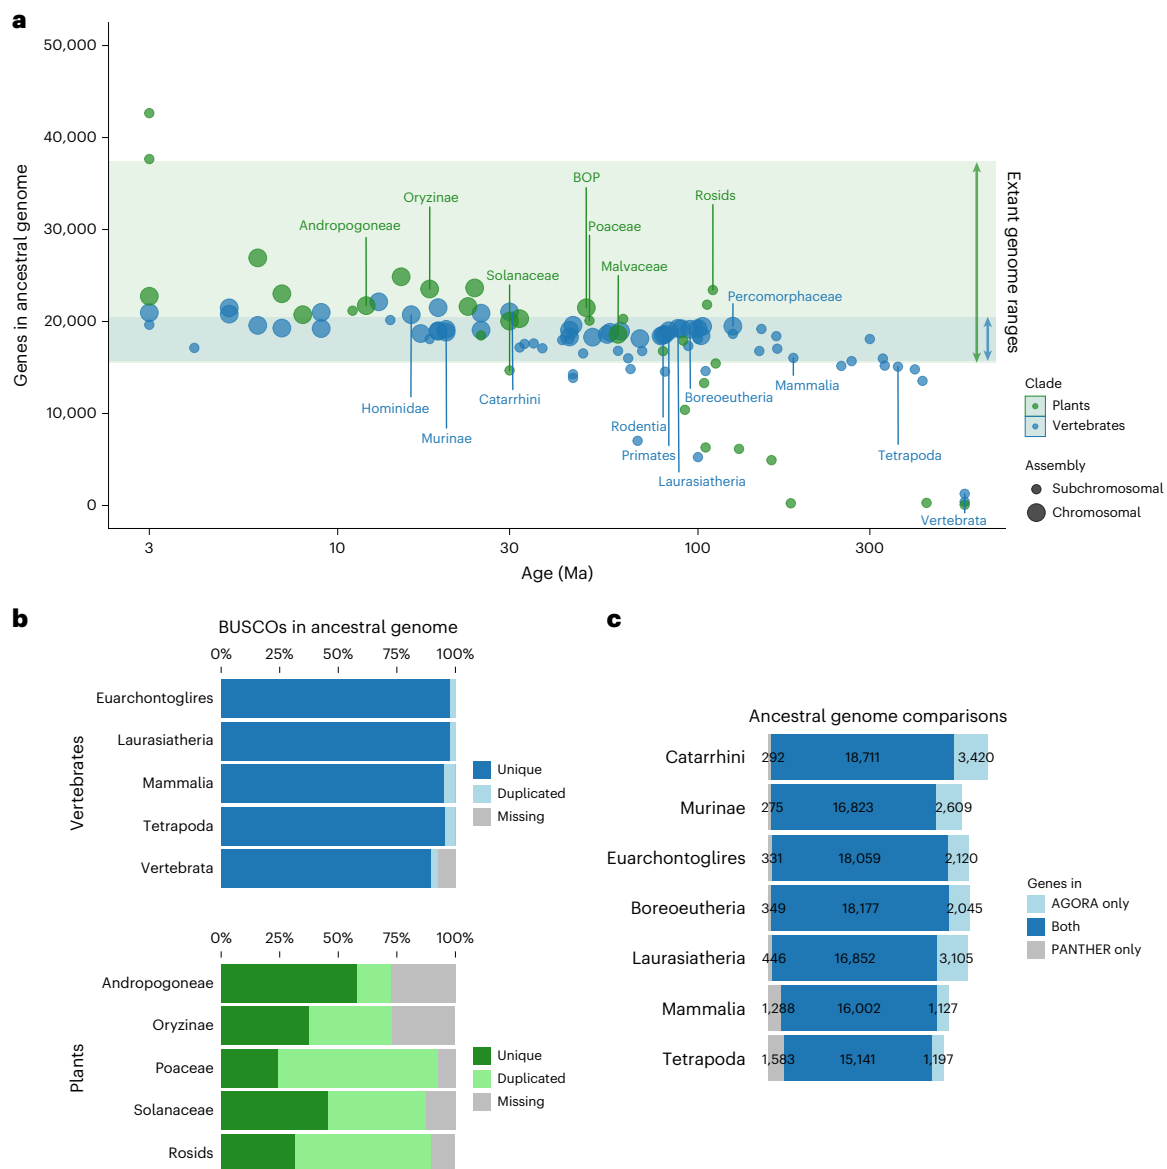 a
Genes in ancestral genome
50,000
40,000
30,000
20,000
10,000
0
BOP
Oryzinae
Rosids
Andropogoneae
Poaceae
Malvaceae
Solanaceae
Percomorphaceae
Mammalia
Catarrhini
Boreoeutheria
Hominidae
Rodentia
Murinae
Primates
Tetrapoda
Laurasiatheria
Vertebrata
Extant genome ranges
Clade
Plants
Vertebrates
Assembly
Subchromosomal
Chromosomal
3 10 30 100 300
Age (Ma)
b
BUSCOs in ancestral genome
0% 25% 50% 75% 100%
Vertebrates
Euarchontoglires
Laurasiatheria
Mammalia
Tetrapoda
Vertebrata
Unique
Duplicated
Missing
0% 25% 50% 75% 100%
Plants
Andropogoneae
Oryzinae
Poaceae
Solanaceae
Rosids
Unique
Duplicated
Missing
c
Ancestral genome comparisons
Catarrhini 292 18,711 3,420
Murinae 275 16,823 2,609
Euarchontoglires 331 18,059 2,120
Boreoeutheria 349 18,177 2,045
Laurasiatheria 446 16,852 3,105
Mammalia 1,288 16,002 1,127
Tetrapoda 1,583 15,141 1,197
Genes in
AGORA only
Both
PANTHER only